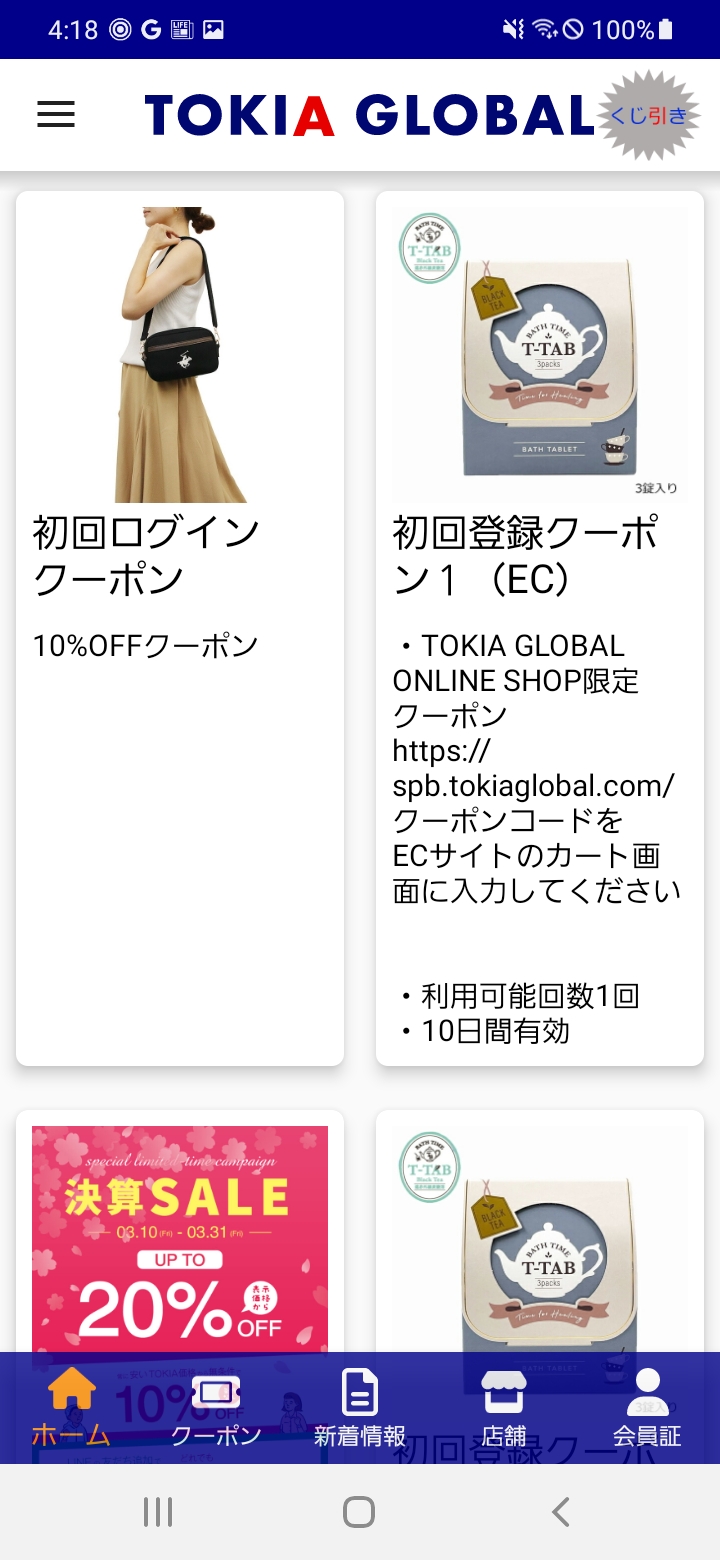 4:18
100%
TOKIA GLOBAL
くじ引き
初回ログイン
クーポン
10%OFFクーポン
BATH TIME
T-TAB
Black Tea
BLACK
TEA
BATH TIME
T-TAB
3packs
Time for Healing
BATH TABLET
3錠入り
初回登録クーポ
ン１（EC）
・TOKIA GLOBAL
ONLINE SHOP限定
クーポン
https://
spb.tokiaglobal.com/
クーポンコードを
ECサイトのカート画
面に入力してください
・利用可能回数1回
・10日間有効
special limited-time campaign
決算SALE
03.10(Fri) - 03.31(Fri)
UP TO
20%OFF
表示
価格
から
10%OFF
BATH TIME
T-TAB
Black Tea
BLACK
TEA
BATH TIME
T-TAB
3packs
Time for Healing
BATH TABLET
3錠入り
初回登録クーポ
ホーム
クーポン
新着情報
店舗
会員証